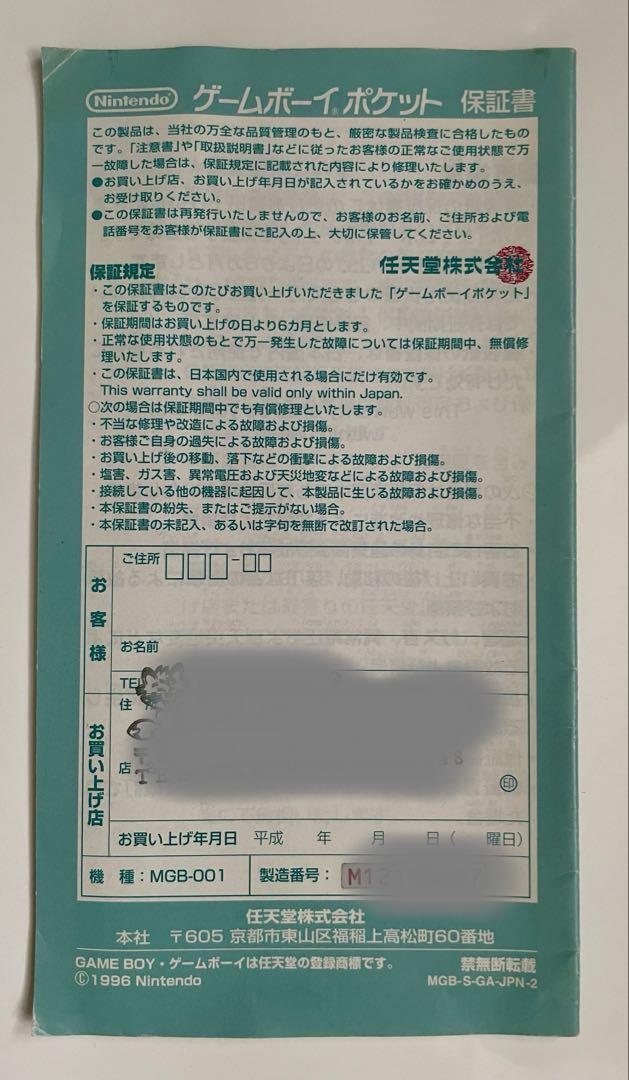 Nintendo ゲームボーイ® ポケット 保証書
この製品は、当社の万全な品質管理のもと、厳密な製品検査に合格したもの
です。「注意書」や「取扱説明書」などに従ったお客様の正常なご使用状態で万
一故障した場合は、保証規定に記載された内容により修理いたします。
●お買い上げ店、お買い上げ年月日が記入されているかをお確かめのうえ、
お受け取りください。
●この保証書は再発行いたしませんので、お客様のお名前、ご住所および電
話番号をお客様が保証書にご記入の上、大切に保管してください。
任天堂株式会社
保証規定
・この保証書はこのたびお買い上げいただきました「ゲームボーイポケット」
を保証するものです。
・保証期間はお買い上げの日より6カ月とします。
・正常な使用状態のもとで万一発生した故障については保証期間中、無償修
理いたします。
・この保証書は、日本国内で使用される場合にだけ有効です。
This warranty shall be valid only within Japan.
○次の場合は保証期間中でも有償修理といたします。
・不当な修理や改造による故障および損傷。
・お客様ご自身の過失による故障および損傷。
・お買い上げ後の移動、落下などの衝撃による故障および損傷。
・塩害、ガス害、異常電圧および天災地変などによる故障および損傷。
・接続している他の機器に起因して、本製品に生じる故障および損傷。
・本保証書の紛失、またはご提示がない場合。
・本保証書の未記入、あるいは字句を無断で改訂された場合。
お客様
ご住所 □□□-□□
お名前
TEL
お買い上げ店
住
店
印
お買い上げ年月日 平成 年 月 日( 曜日)
機 種:MGB-001 製造番号: M12
任天堂株式会社
本社 〒605 京都市東山区福稲上高松町60番地
GAME BOY・ゲームボーイは任天堂の登録商標です。 禁無断転載
©1996 Nintendo MGB-S-GA-JPN-2